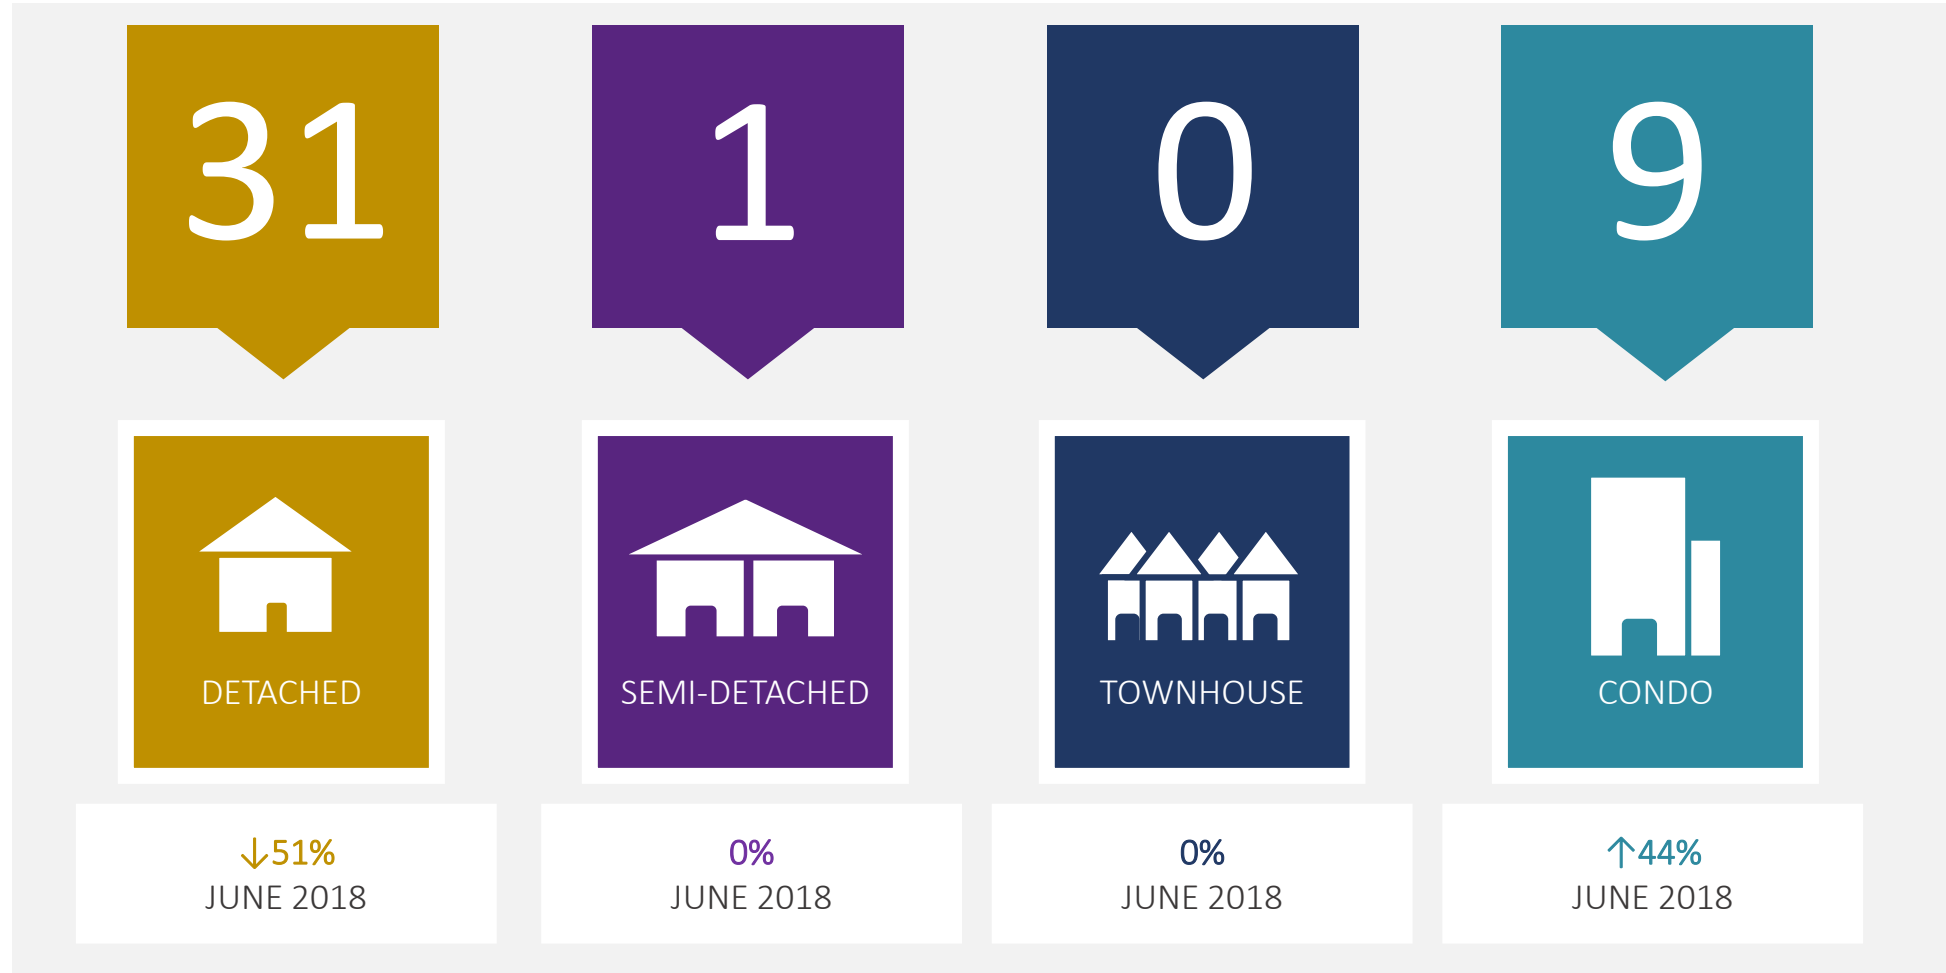 31
1
0
9
DETACHED
SEMI-DETACHED
TOWNHOUSE
CONDO
↓51%
JUNE 2018
0%
JUNE 2018
0%
JUNE 2018
↑44%
JUNE 2018